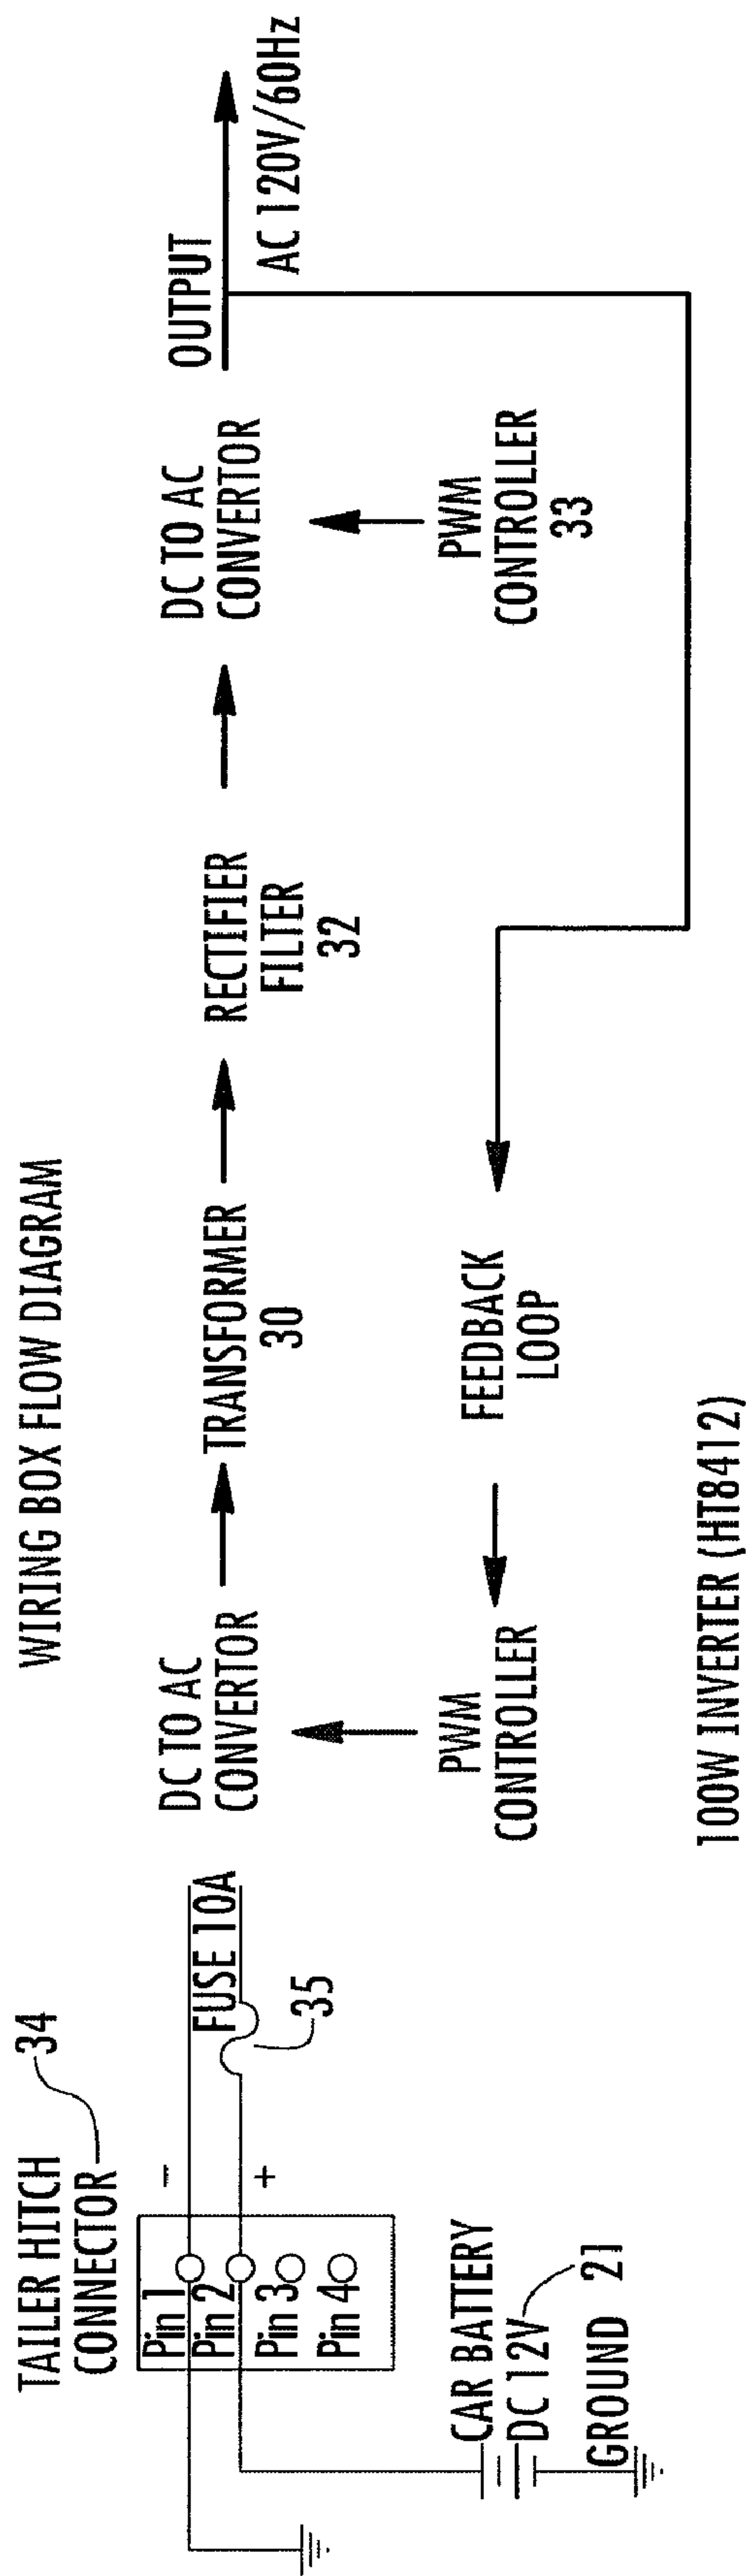 WIRING BOX FLOW DIAGRAM
TAILER HITCH
CONNECTOR
34
Pin 1
Pin 2
Pin 3
Pin 4
-
+
FUSE 10A
35
CAR BATTERY
DC 12V
21
GROUND
DC TO AC
CONVERTOR
PWM
CONTROLLER
TRANSFORMER
30
FEEDBACK
LOOP
RECTIFIER
FILTER
32
DC TO AC
CONVERTOR
PWM
CONTROLLER
33
OUTPUT
AC 120V/60Hz
100W INVERTER (HT8412)